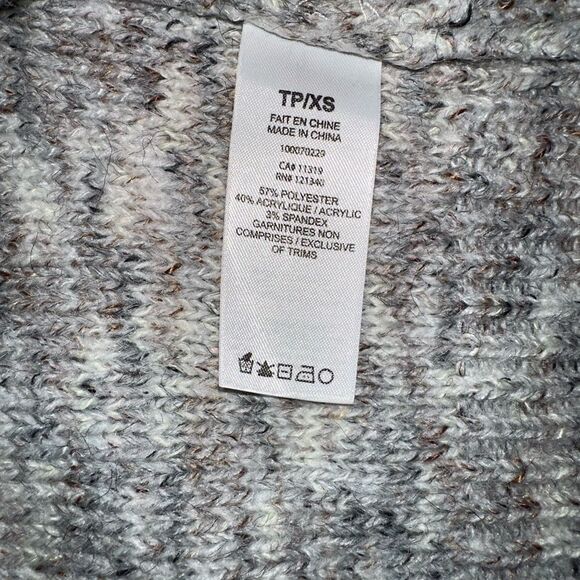 TP/XS
FAIT EN CHINE
MADE IN CHINA
100070229
CA# 11319
RN# 121340
57% POLYESTER
40% ACRYLIQUE / ACRYLIC
3% SPANDEX
GARNITURES NON
COMPRISES / EXCLUSIVE
OF TRIMS